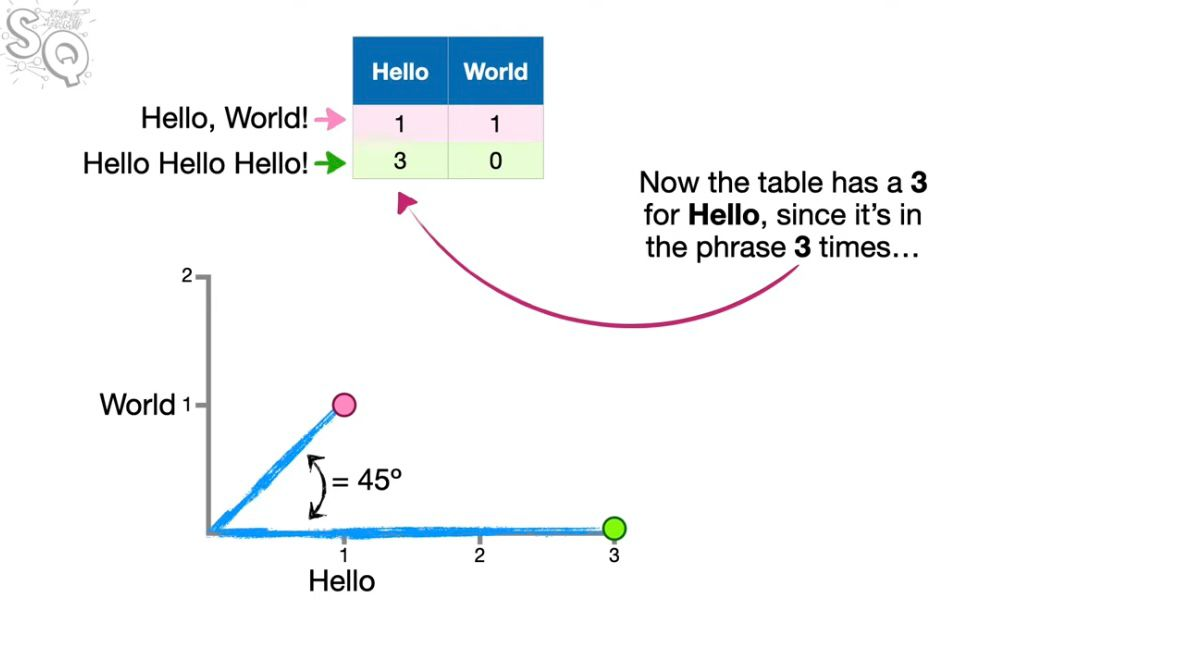 SQ
Hello World
Hello, World! 1 1
Hello Hello Hello! 3 0
Now the table has a 3
for Hello, since it’s in
the phrase 3 times…
2
World 1
= 45º
1 2 3
Hello